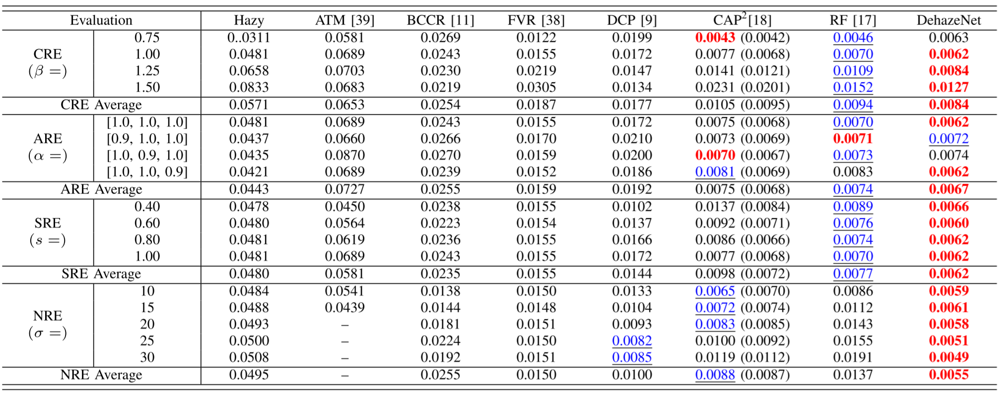 Evaluation Hazy ATM [39] BCCR [11] FVR [38] DCP [9] CAP²[18] RF [17] DehazeNet
CRE (β =) 0.75 0..0311 0.0581 0.0269 0.0122 0.0199 0.0043 (0.0042) 0.0046 0.0063
1.00 0.0481 0.0689 0.0243 0.0155 0.0172 0.0077 (0.0068) 0.0070 0.0062
1.25 0.0658 0.0703 0.0230 0.0219 0.0147 0.0141 (0.0121) 0.0109 0.0084
1.50 0.0833 0.0683 0.0219 0.0305 0.0134 0.0231 (0.0201) 0.0152 0.0127
CRE Average 0.0571 0.0653 0.0254 0.0187 0.0177 0.0105 (0.0095) 0.0094 0.0084
ARE (α =) [1.0, 1.0, 1.0] 0.0481 0.0689 0.0243 0.0155 0.0172 0.0075 (0.0068) 0.0070 0.0062
[0.9, 1.0, 1.0] 0.0437 0.0660 0.0266 0.0170 0.0210 0.0073 (0.0069) 0.0071 0.0072
[1.0, 0.9, 1.0] 0.0435 0.0870 0.0270 0.0159 0.0200 0.0070 (0.0067) 0.0073 0.0074
[1.0, 1.0, 0.9] 0.0421 0.0689 0.0239 0.0152 0.0186 0.0081 (0.0069) 0.0083 0.0062
ARE Average 0.0443 0.0727 0.0255 0.0159 0.0192 0.0075 (0.0068) 0.0074 0.0067
SRE (s =) 0.40 0.0478 0.0450 0.0238 0.0155 0.0102 0.0137 (0.0084) 0.0089 0.0066
0.60 0.0480 0.0564 0.0223 0.0154 0.0137 0.0092 (0.0071) 0.0076 0.0060
0.80 0.0481 0.0619 0.0236 0.0155 0.0166 0.0086 (0.0066) 0.0074 0.0062
1.00 0.0481 0.0689 0.0243 0.0155 0.0172 0.0077 (0.0068) 0.0070 0.0062
SRE Average 0.0480 0.0581 0.0235 0.0155 0.0144 0.0098 (0.0072) 0.0077 0.0062
NRE (σ =) 10 0.0484 0.0541 0.0138 0.0150 0.0133 0.0065 (0.0070) 0.0086 0.0059
15 0.0488 0.0439 0.0144 0.0148 0.0104 0.0072 (0.0074) 0.0112 0.0061
20 0.0493 – 0.0181 0.0151 0.0093 0.0083 (0.0085) 0.0143 0.0058
25 0.0500 – 0.0224 0.0150 0.0082 0.0100 (0.0092) 0.0155 0.0051
30 0.0508 – 0.0192 0.0151 0.0085 0.0119 (0.0112) 0.0191 0.0049
NRE Average 0.0495 – 0.0255 0.0150 0.0100 0.0088 (0.0087) 0.0137 0.0055